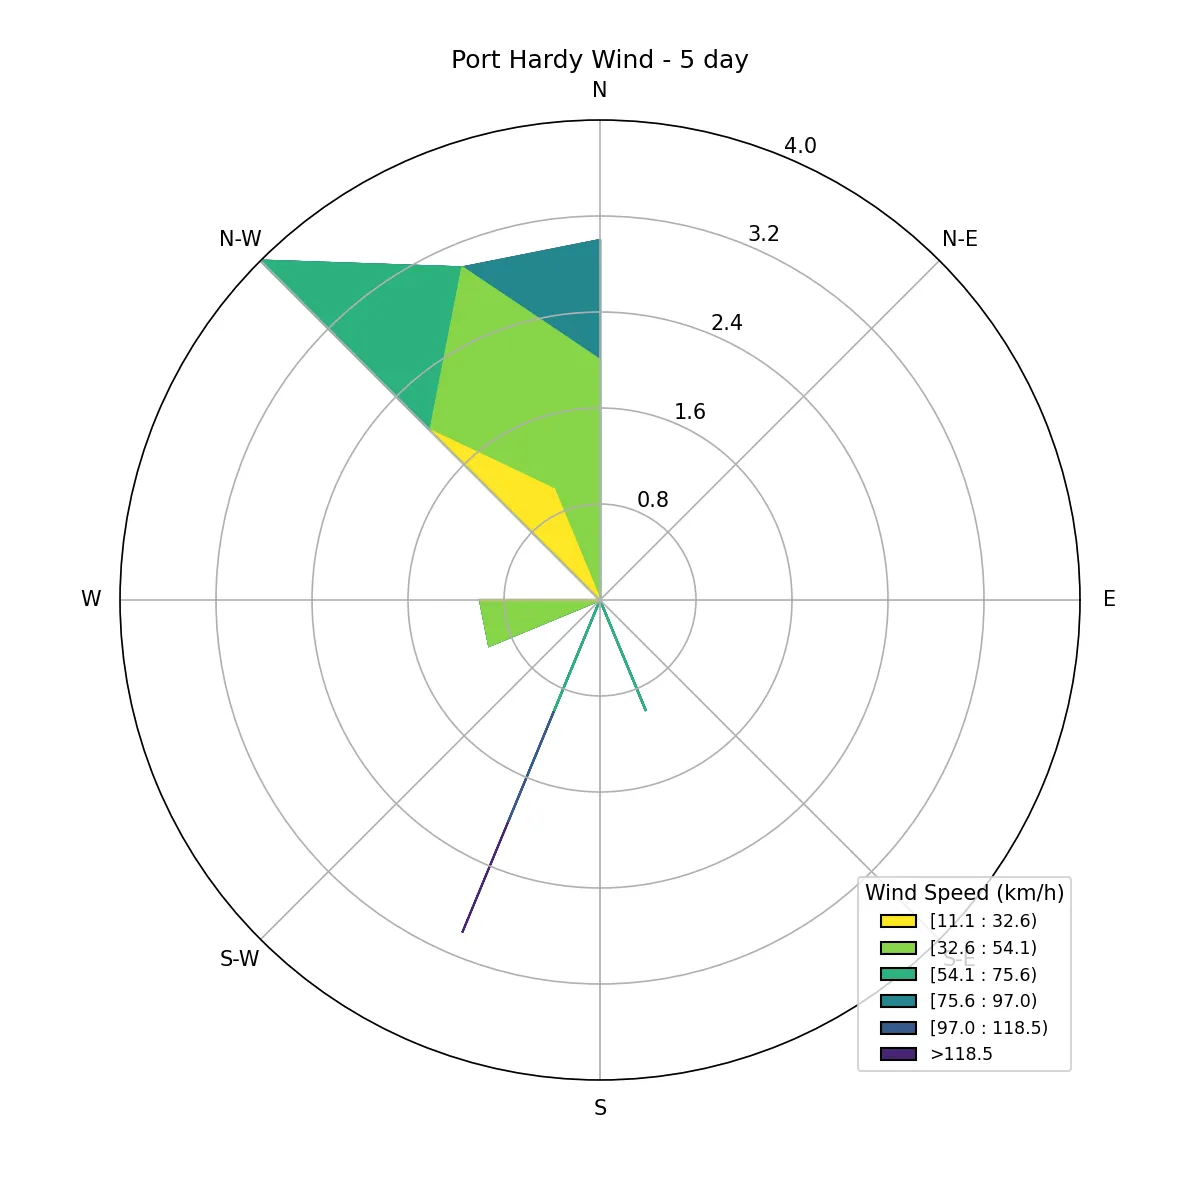 Port Hardy Wind - 5 day
N
4.0
N-W
3.2
N-E
2.4
1.6
0.8
W
E
Wind Speed (km/h)
[11.1 : 32.6)
[32.6 : 54.1)
S-W
S-E
[54.1 : 75.6)
[75.6 : 97.0)
[97.0 : 118.5)
>118.5
S